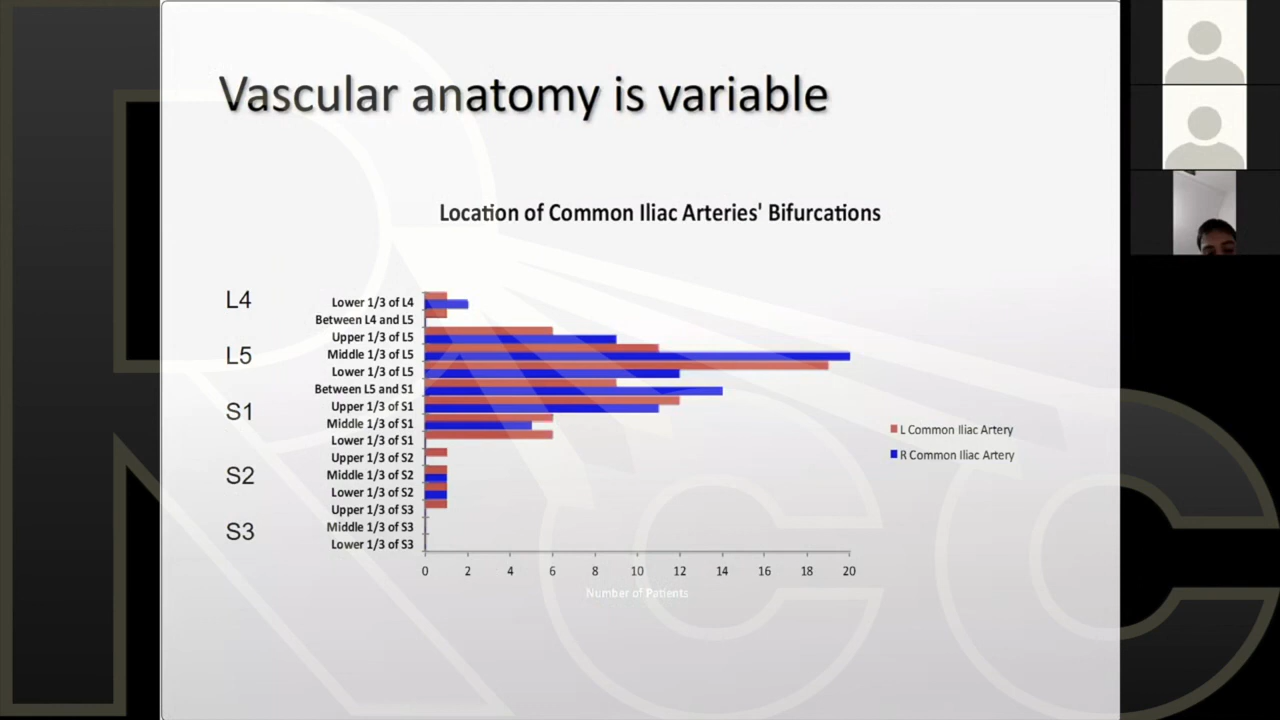 Vascular anatomy is variable
Location of Common Iliac Arteries' Bifurcations
L4
L5
S1
S2
S3
Lower 1/3 of L4
Between L4 and L5
Upper 1/3 of L5
Middle 1/3 of L5
Lower 1/3 of L5
Between L5 and S1
Upper 1/3 of S1
Middle 1/3 of S1
Lower 1/3 of S1
Upper 1/3 of S2
Middle 1/3 of S2
Lower 1/3 of S2
Upper 1/3 of S3
Middle 1/3 of S3
Lower 1/3 of S3
0 2 4 6 8 10 12 14 16 18 20
Number of Patients
L Common Iliac Artery
R Common Iliac Artery
RCC